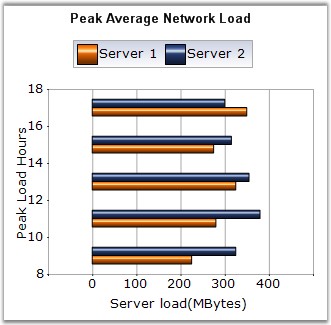 Peak Average Network Load
Server 1 Server 2
Peak Load Hours
18
16
14
12
10
8
0 100 200 300 400
Server load(MBytes)